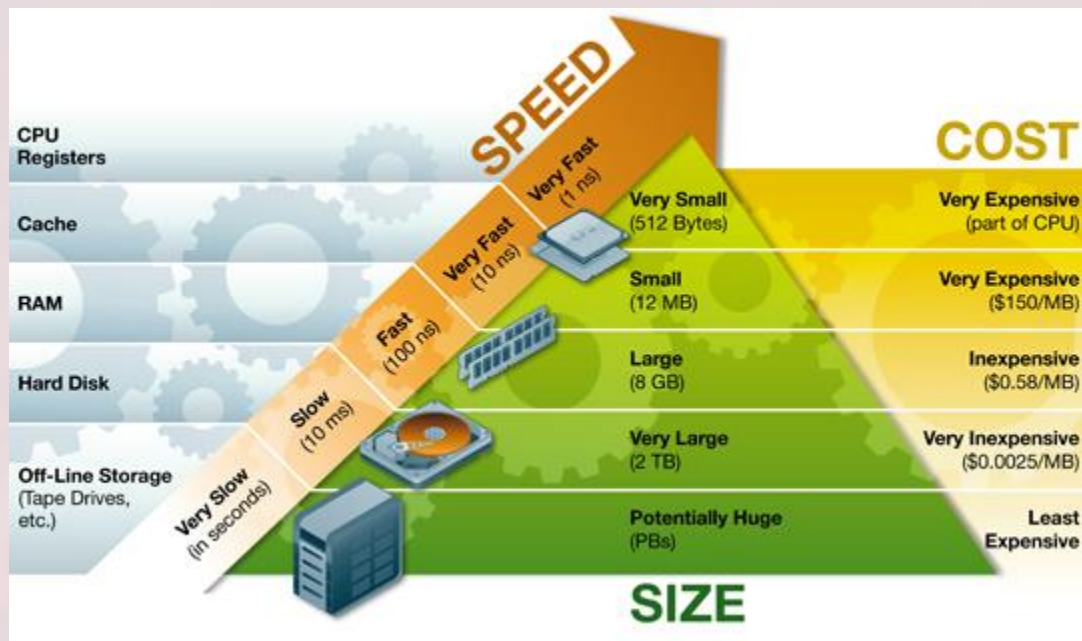 SPEED
COST
CPU
Registers
Cache
RAM
Hard Disk
Off-Line Storage
(Tape Drives,
etc.)
Very Fast
(1 ns)
Very Fast
(10 ns)
Fast
(100 ns)
Slow
(10 ms)
Very Slow
(in seconds)
Very Small
(512 Bytes)
Small
(12 MB)
Large
(8 GB)
Very Large
(2 TB)
Potentially Huge
(PBs)
Very Expensive
(part of CPU)
Very Expensive
($150/MB)
Inexpensive
($0.58/MB)
Very Inexpensive
($0.0025/MB)
Least
Expensive
SIZE